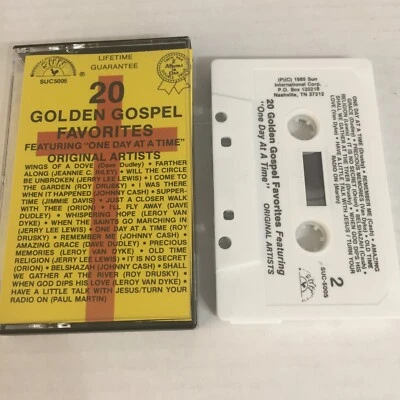 SUN
SUC5005
LIFETIME
GUARANTEE
20
GOLDEN GOSPEL
FAVORITES
FEATURING "ONE DAY AT A TIME"
ORIGINAL ARTISTS
WINGS OF A DOVE (Dave Dudley) • FARTHER
ALONG (JEANNIE C. RILEY) • WILL THE CIRCLE
BE UNBROKEN (JERRY LEE LEWIS) • I COME
TO THE GARDEN (ROY DRUSKY) • I WAS THERE
WHEN IT HAPPENED (JOHNNY CASH) • SUPPER-
TIME (JIMMIE DAVIS) • JUST A CLOSER WALK
WITH THEE (ORION) • I'LL FLY AWAY (DAVE
DUDLEY) • WHISPERING HOPE (LEROY VAN
DYKE) • WHEN THE SAINTS GO MARCHING IN
(JERRY LEE LEWIS) • ONE DAY AT A TIME (ROY
DRUSKY) • REMEMBER ME (JOHNNY CASH) •
AMAZING GRACE (DAVE DUDLEY) • PRECIOUS
MEMORIES (LEROY VAN DYKE) • OLD TIME
RELIGION (JERRY LEE LEWIS) • IT IS NO SECRET
(ORION) • BELSHAZAH (JOHNNY CASH) • SHALL
WE GATHER AT THE RIVER (ROY DRUSKY) •
WHEN GOD DIPS HIS LOVE (LEROY VAN DYKE) •
HAVE A LITTLE TALK WITH JESUS/TURN YOUR
RADIO ON (PAUL MARTIN)
(P)(C) 1985 Sun
International Corp.
P.O. Box 120218
Nashville, TN 37212
20 Golden Gospel Favorites Featuring
"One Day At A Time"
ORIGINAL ARTISTS
2
SUC-5005